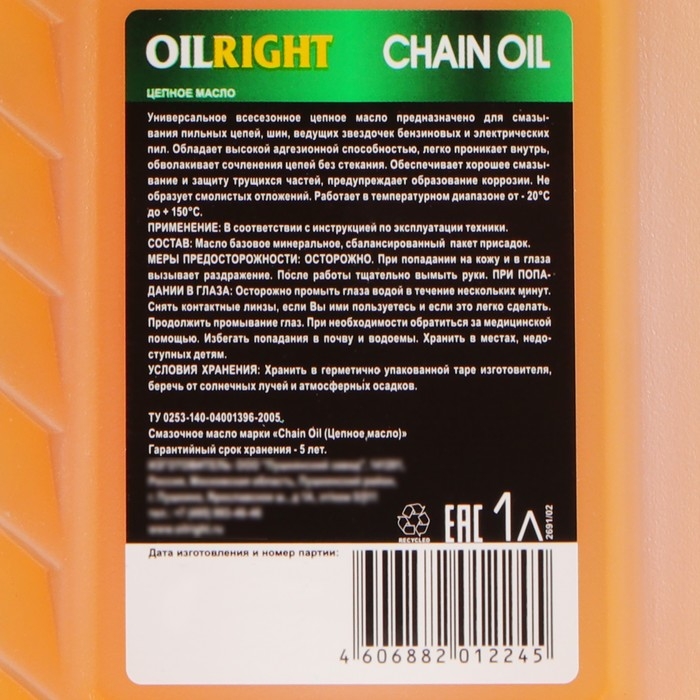 OILRIGHT CHAIN OIL
ЦЕПНОЕ МАСЛО
Универсальное всесезонное цепное масло предназначено для смазы-
вания пильных цепей, шин, ведущих звездочек бензиновых и электрических
пил. Обладает высокой адгезионной способностью, легко проникает внутрь,
обволакивает сочленения цепей без стекания. Обеспечивает хорошее смазы-
вание и защиту трущихся частей, предупреждает образование коррозии. Не
образует смолистых отложений. Работает в температурном диапазоне от - 20°С
до + 150°С.
ПРИМЕНЕНИЕ: В соответствии с инструкцией по эксплуатации техники.
СОСТАВ: Масло базовое минеральное, сбалансированный пакет присадок.
МЕРЫ ПРЕДОСТОРОЖНОСТИ: ОСТОРОЖНО. При попадании на кожу и в глаза
вызывает раздражение. После работы тщательно вымыть руки. ПРИ ПОПА-
ДАНИИ В ГЛАЗА: Осторожно промыть глаза водой в течение нескольких минут.
Снять контактные линзы, если Вы ими пользуетесь и если это легко сделать.
Продолжить промывание глаз. При необходимости обратиться за медицинской
помощью. Избегать попадания в почву и водоемы. Хранить в местах, недо-
ступных детям.
УСЛОВИЯ ХРАНЕНИЯ: Хранить в герметично упакованной таре изготовителя,
беречь от солнечных лучей и атмосферных осадков.
ТУ 0253-140-04001396-2005.
Смазочное масло марки «Chain Oil (Цепное масло)»
Гарантийный срок хранения - 5 лет.
RECYCLED EAC 1л 2691/02
Дата изготовления и номер партии:
4 606882 012245